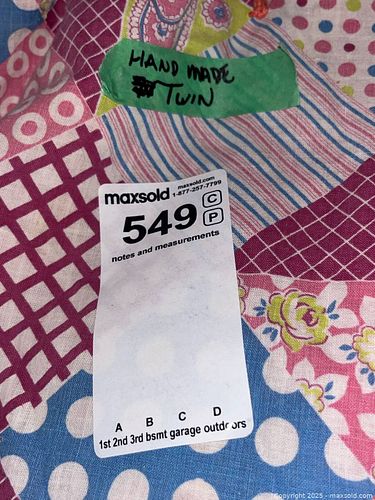 HAND MADE
TWIN
maxsold maxsold.com
1-877-257-7799
549 C
P
notes and measurements
A B C D
1st 2nd 3rd bsmt garage outdoors
Copyright 2025 - maxsold.com